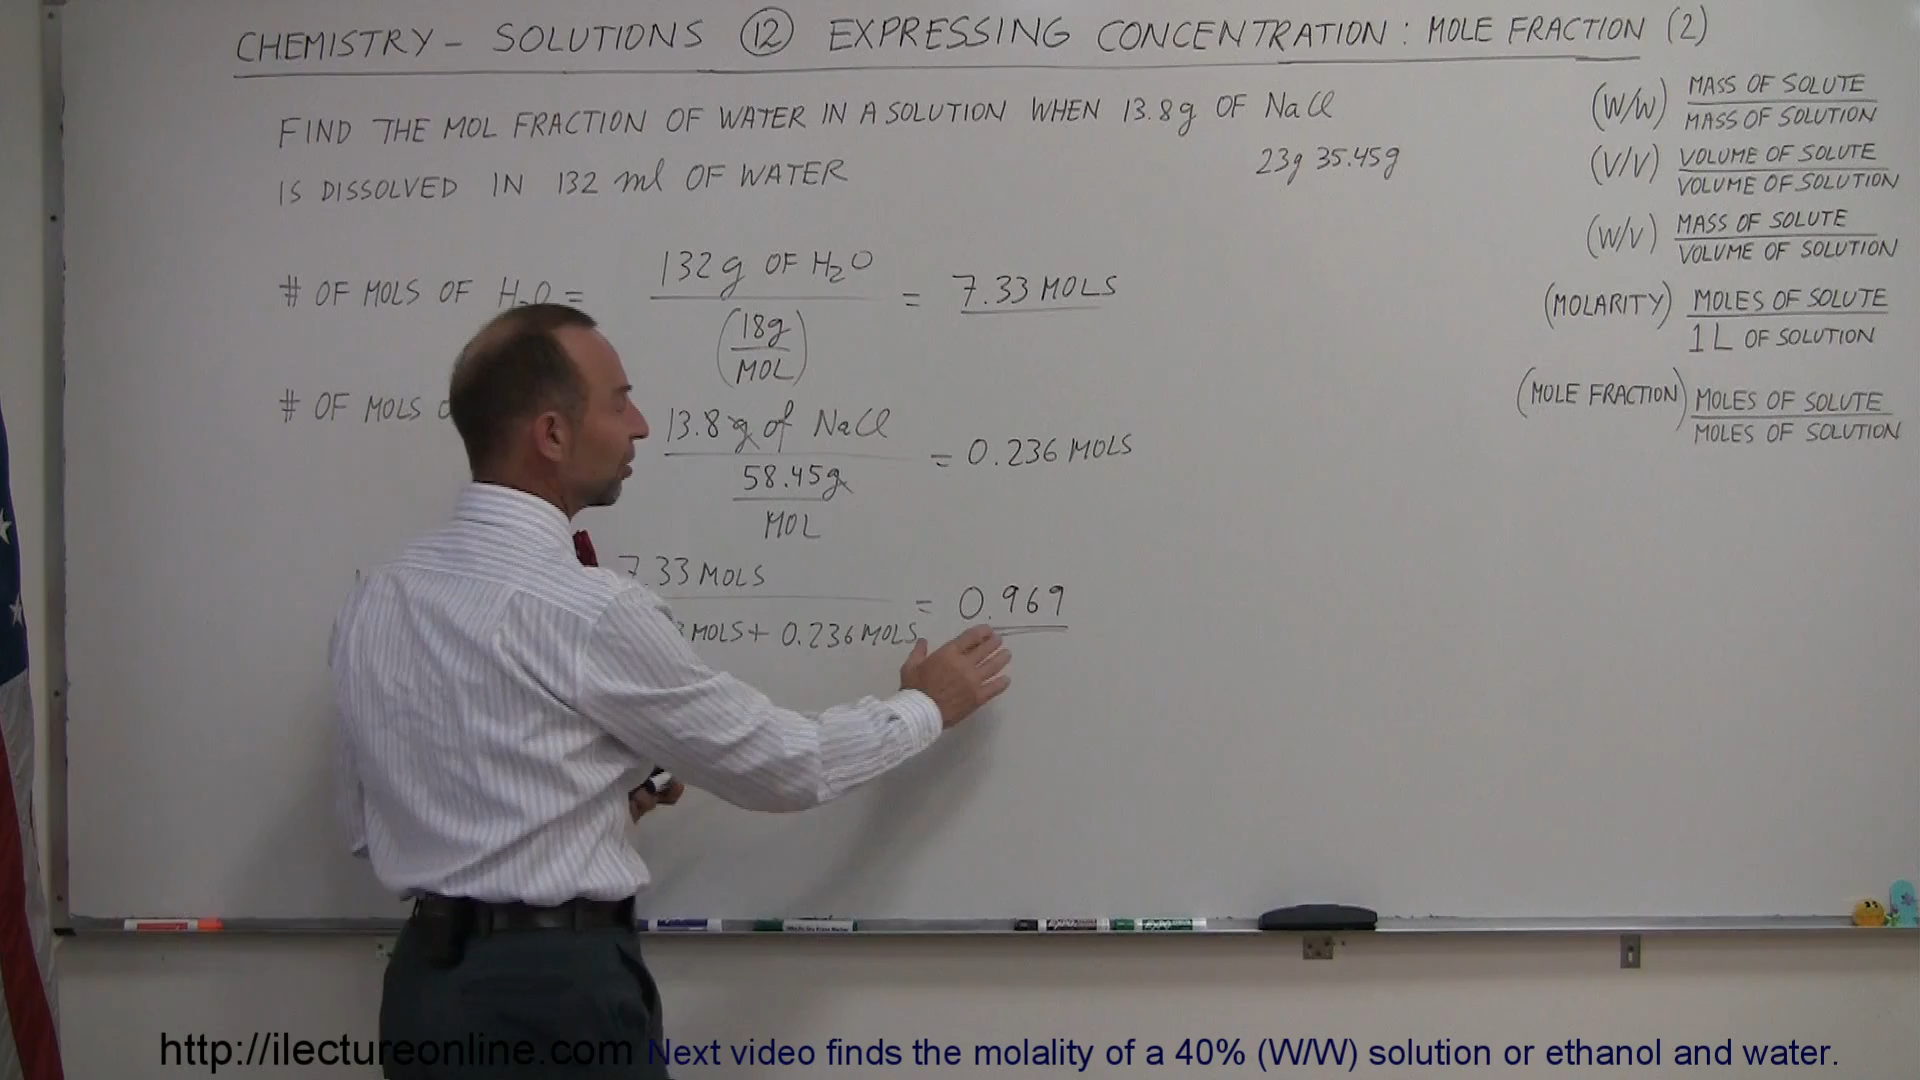 CHEMISTRY - SOLUTIONS 12 EXPRESSING CONCENTRATION: MOLE FRACTION (2)
FIND THE MOL FRACTION OF WATER IN A SOLUTION WHEN 13.8g OF NaCl
23g 35.45g
IS DISSOLVED IN 132 ml OF WATER
# OF MOLS OF H2O =
132g OF H2O
18g
MOL
= 7.33 MOLS
# OF MOLS
13.8g of NaCl
58.45g
MOL
= 0.236 MOLS
7.33 MOLS
MOLS + 0.236 MOLS
= 0.969
(W/W) MASS OF SOLUTE
MASS OF SOLUTION
(V/V) VOLUME OF SOLUTE
VOLUME OF SOLUTION
(W/V) MASS OF SOLUTE
VOLUME OF SOLUTION
(MOLARITY) MOLES OF SOLUTE
1 L OF SOLUTION
(MOLE FRACTION) MOLES OF SOLUTE
MOLES OF SOLUTION
http://ilectureonline.com Next video finds the molality of a 40% (W/W) solution or ethanol and water.